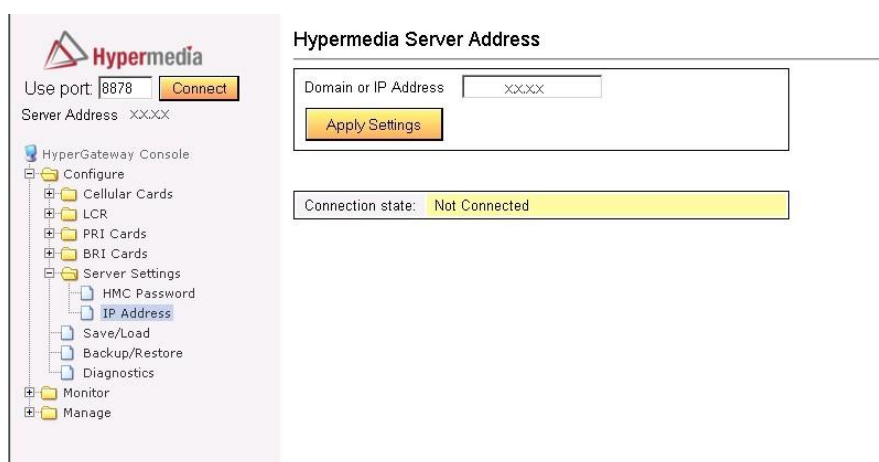 Hypermedia
Use port: 8878 Connect
Server Address XX.XX
HyperGateway Console
Configure
Cellular Cards
LCR
PRI Cards
BRI Cards
Server Settings
HMC Password
IP Address
Save/Load
Backup/Restore
Diagnostics
Monitor
Manage
Hypermedia Server Address
Domain or IP Address XX.XX
Apply Settings
Connection state: Not Connected